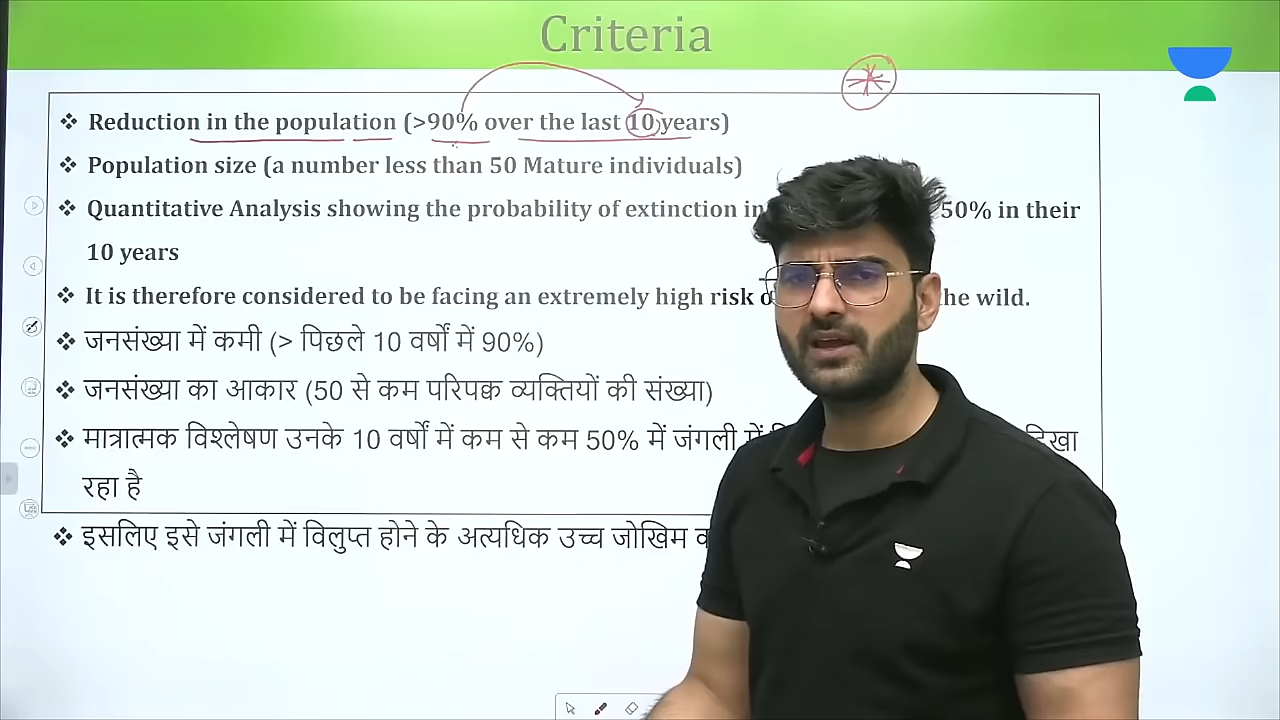 Criteria
❖ Reduction in the population (>90% over the last 10 years)
❖ Population size (a number less than 50 Mature individuals)
❖ Quantitative Analysis showing the probability of extinction in 50% in their
10 years
❖ It is therefore considered to be facing an extremely high risk the wild.
❖ जनसंख्या में कमी (> पिछले 10 वर्षों में 90%)
❖ जनसंख्या का आकार (50 से कम परिपक्व व्यक्तियों की संख्या)
❖ मात्रात्मक विश्लेषण उनके 10 वर्षों में कम से कम 50% में जंगली में दिखा
रहा है
❖ इसलिए इसे जंगली में विलुप्त होने के अत्यधिक उच्च जोखिम